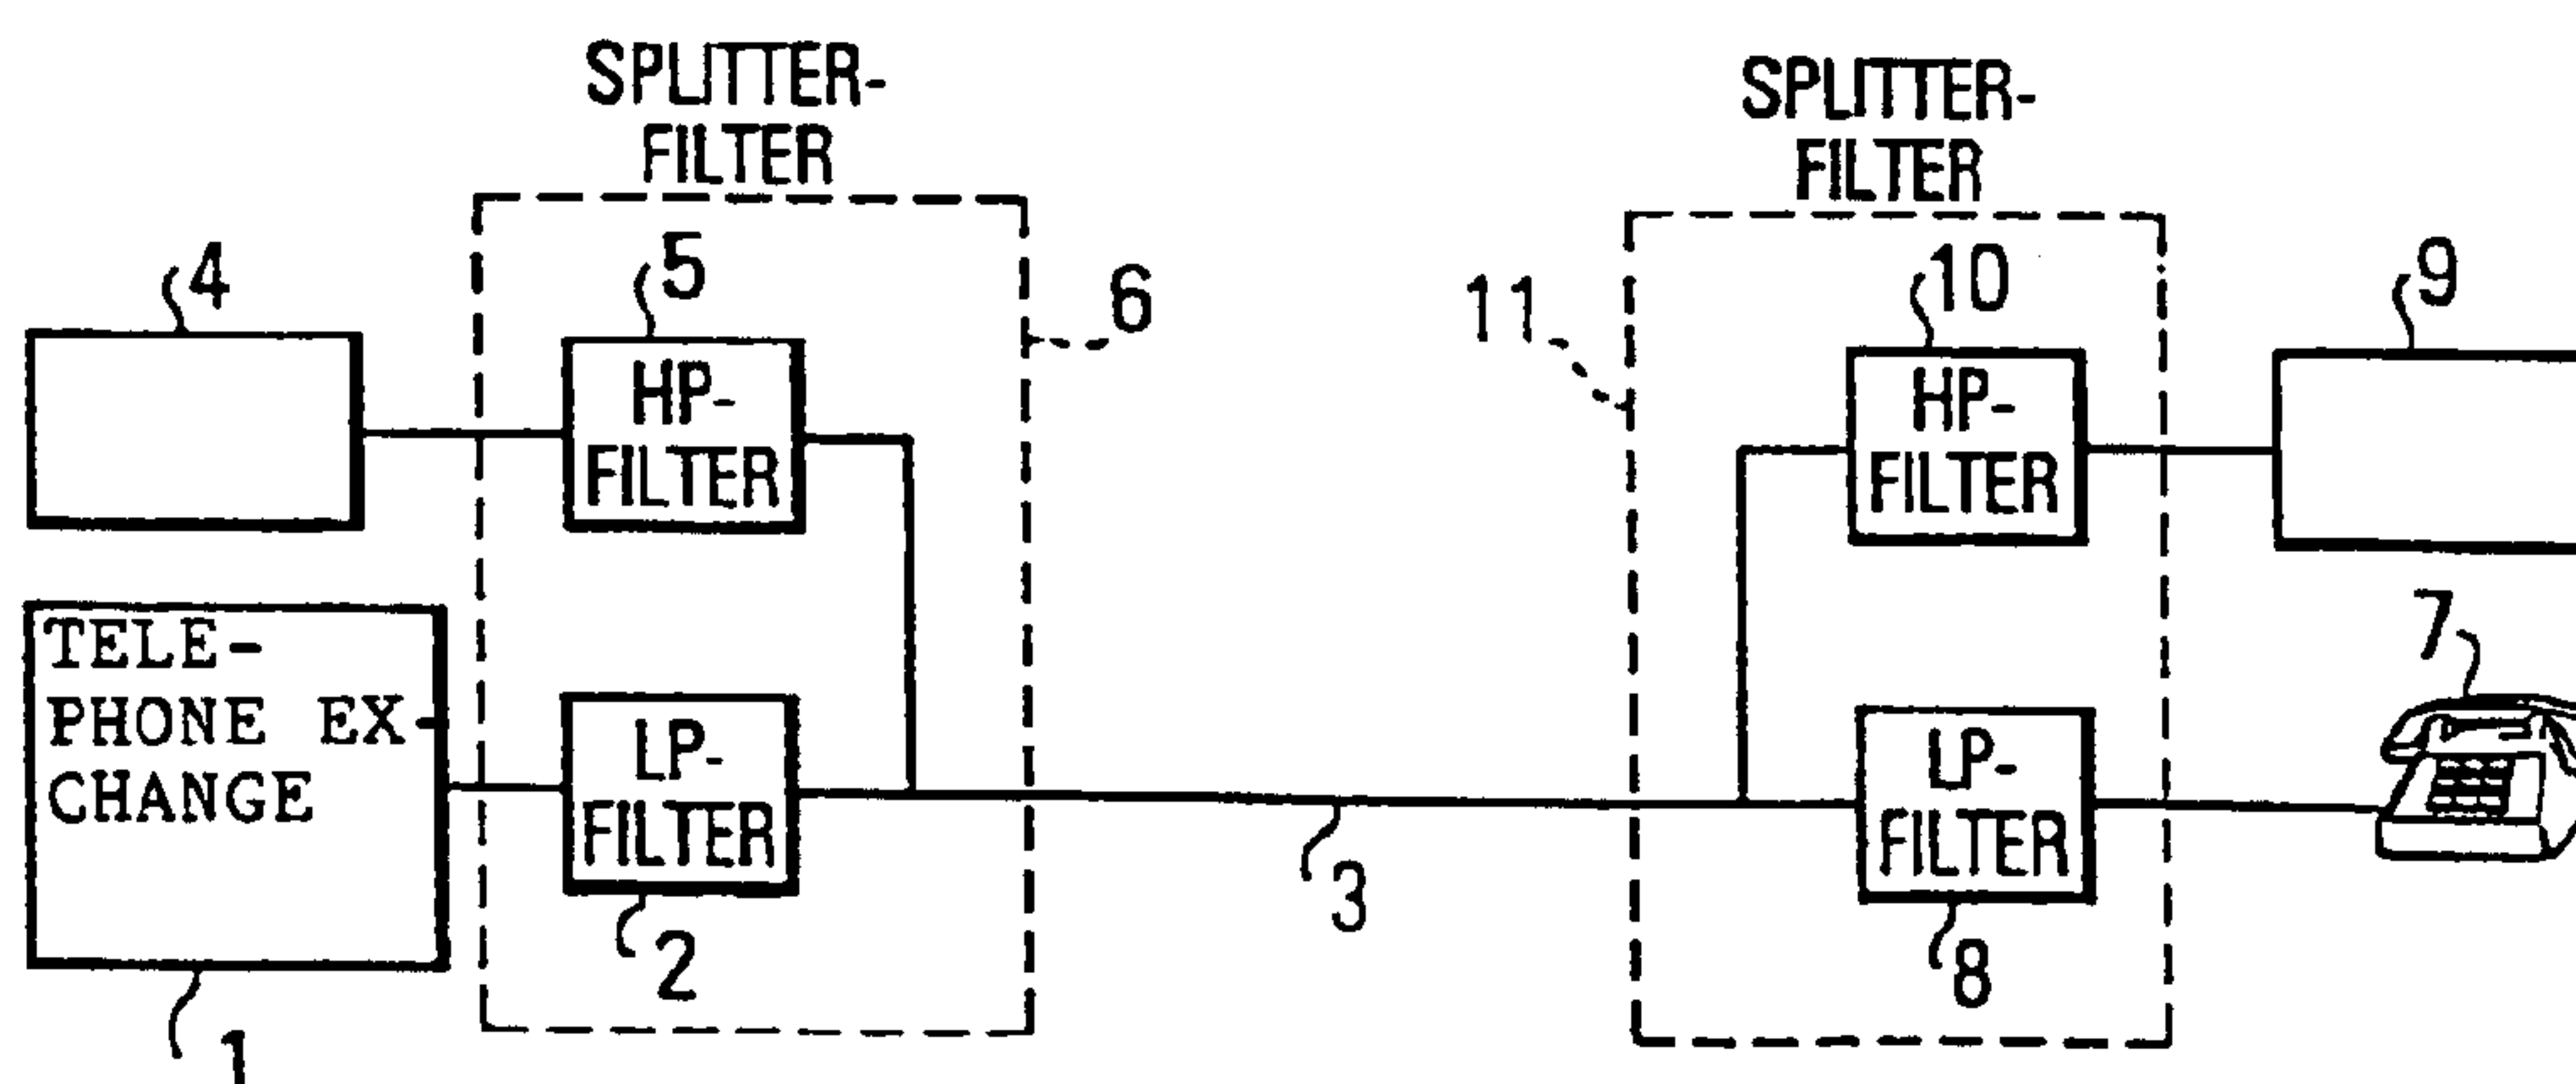 SPLITTER-
FILTER
SPLITTER-
FILTER
4
5
6
11
10
9
HP-
FILTER
HP-
FILTER
TELE-
PHONE EX-
CHANGE
LP-
FILTER
LP-
FILTER
7
1
2
3
8